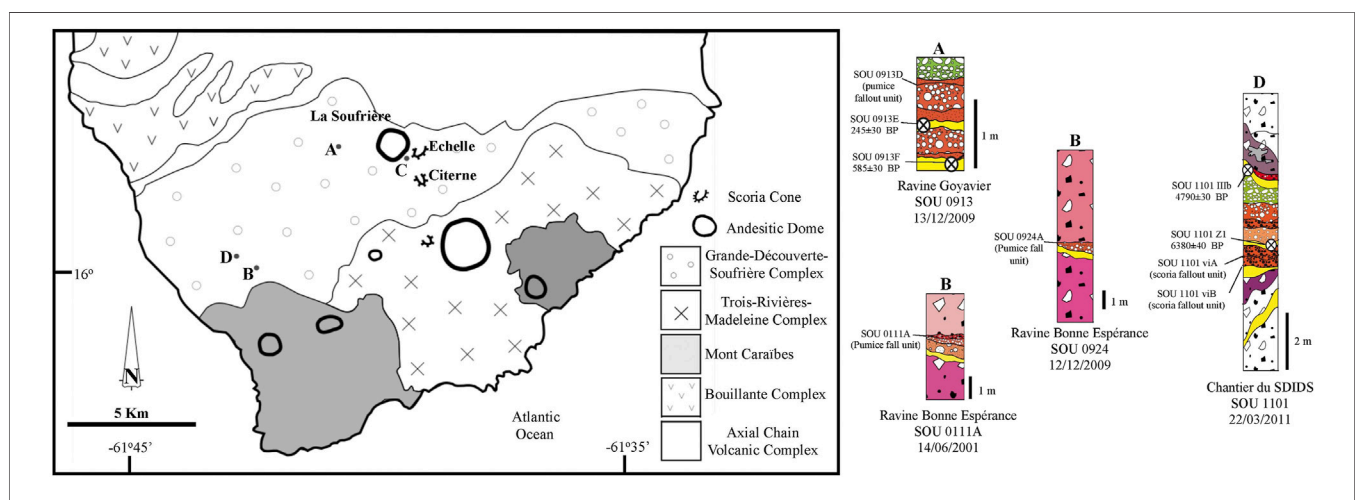 La Soufrière
Echelle
A
C
Citerne
D
B
16º
N
5 Km
-61º45'
-61º35'
Atlantic
Ocean
Scoria Cone
Andesitic Dome
Grande-Découverte-
Soufrière Complex
Trois-Rivières-
Madeleine Complex
Mont Caraïbes
Bouillante Complex
Axial Chain
Volcanic Complex
A
SOU 0913D
(pumice
fallout unit)
SOU 0913E
245±30 BP
SOU 0913F
585±30 BP
1 m
Ravine Goyavier
SOU 0913
13/12/2009
B
SOU 0111A
(Pumice fall unit)
1 m
Ravine Bonne Espérance
SOU 0111A
14/06/2001
B
SOU 0924A
(Pumice fall
unit)
1 m
Ravine Bonne Espérance
SOU 0924
12/12/2009
D
SOU 1101 IIIb
4790±30 BP
SOU 1101 Z1
6380±40 BP
SOU 1101 viA
(scoria fallout unit)
SOU 1101 viB
(scoria fallout unit)
2 m
Chantier du SDIDS
SOU 1101
22/03/2011